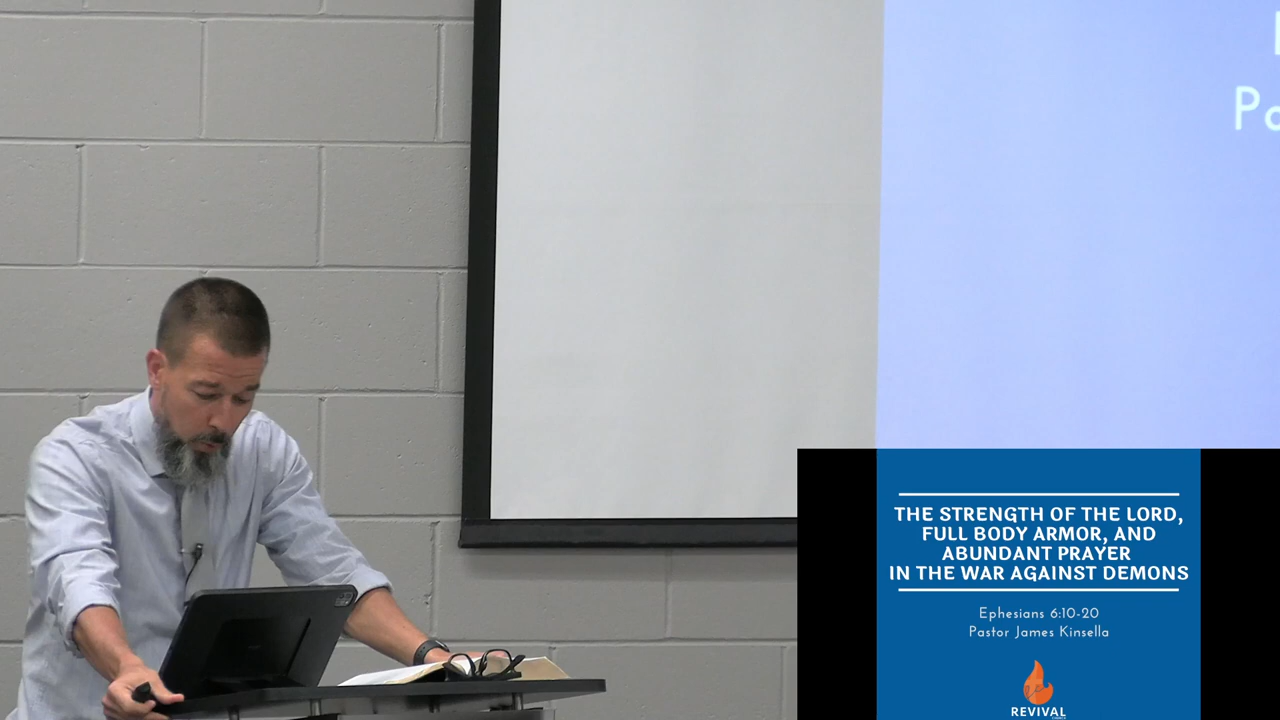 THE STRENGTH OF THE LORD,
FULL BODY ARMOR, AND
ABUNDANT PRAYER
IN THE WAR AGAINST DEMONS
Ephesians 6:10-20
Pastor James Kinsella
REVIVAL
CHURCH